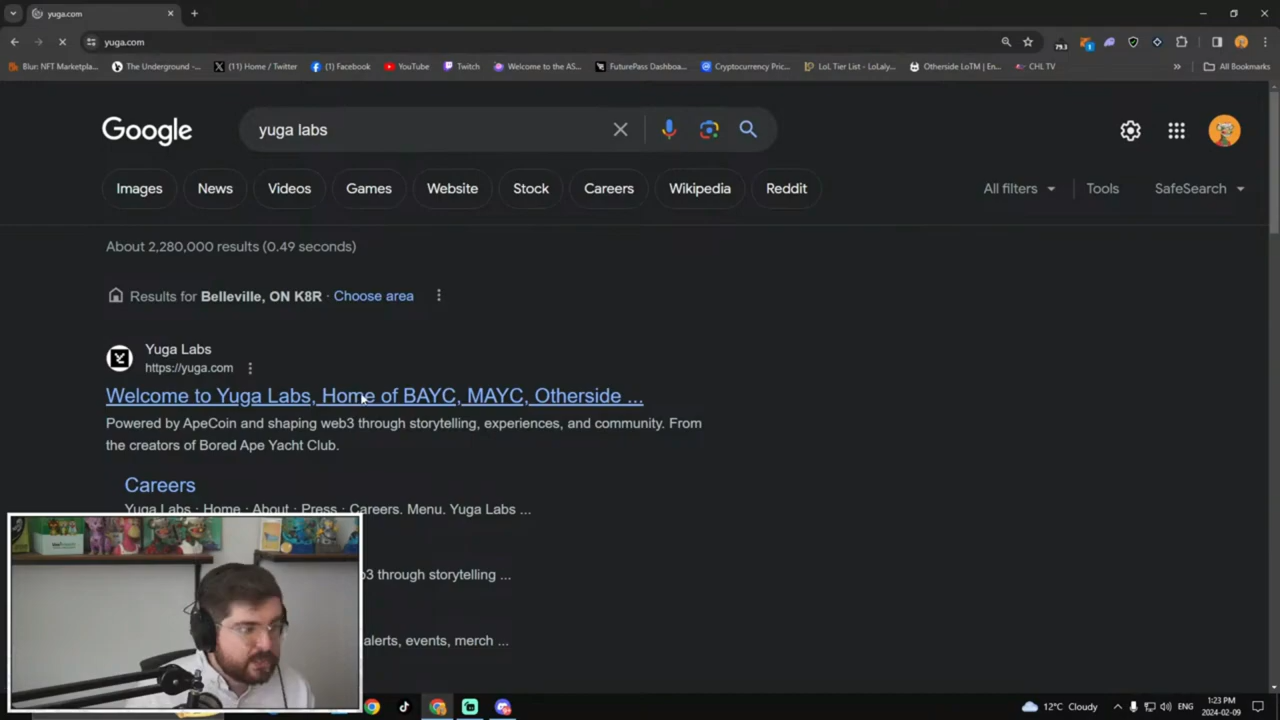 yuga.com
yuga.com
Blur: NFT Marketpla...
The Underground -...
(11) Home / Twitter
(1) Facebook
YouTube
Twitch
Welcome to the AS...
FuturePass Dashboa...
Cryptocurrency Pric...
LoL Tier List - LoLaly...
Otherside LoTM | En...
CHL TV
»
All Bookmarks
Google
yuga labs
Images
News
Videos
Games
Website
Stock
Careers
Wikipedia
Reddit
All filters
Tools
SafeSearch
About 2,280,000 results (0.49 seconds)
Results for Belleville, ON K8R · Choose area
Yuga Labs
https://yuga.com
Welcome to Yuga Labs, Home of BAYC, MAYC, Otherside ...
Powered by ApeCoin and shaping web3 through storytelling, experiences, and community. From
the creators of Bored Ape Yacht Club.
Careers
Yuga Labs · Home · About · Press · Careers. Menu. Yuga Labs ...
through storytelling ...
alerts, events, merch ...
12°C Cloudy
ENG
1:23 PM
2024-02-09